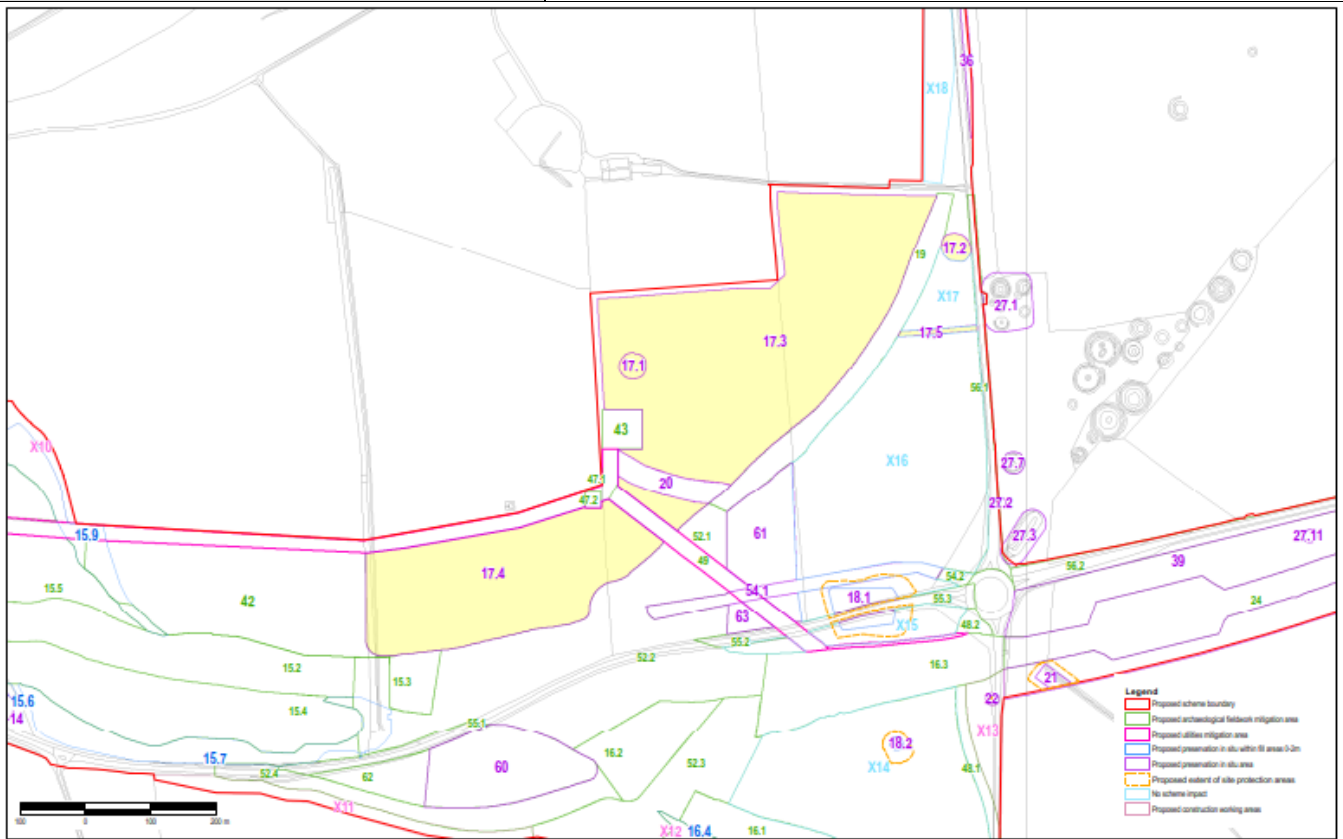 36
X18
19
17.2
X17
27.1
17.5
17.3
17.1
56.1
43
X10
X16
27.7
47.1
20
47.2
27.2
15.9
52.1
61
27.3
27.11
49
39
56.2
17.4
54.2
15.5
54.1
18.1
55.3
24
42
63
X15
48.2
55.2
52.2
15.2
16.3
15.3
21
15.6
15.4
22
14
55.1
X13
18.2
15.7
16.2
60
52.3
X14
48.1
52.4
62
X11
X12
16.4
16.1
Legend
Proposed scheme boundary
Proposed archaeological fieldwork mitigation area
Proposed utilities mitigation area
Proposed preservation in situ within fill areas 0-2m
Proposed preservation in situ area
Proposed extent of site protection areas
No scheme impact
Proposed construction working areas
100 0 100 200 m